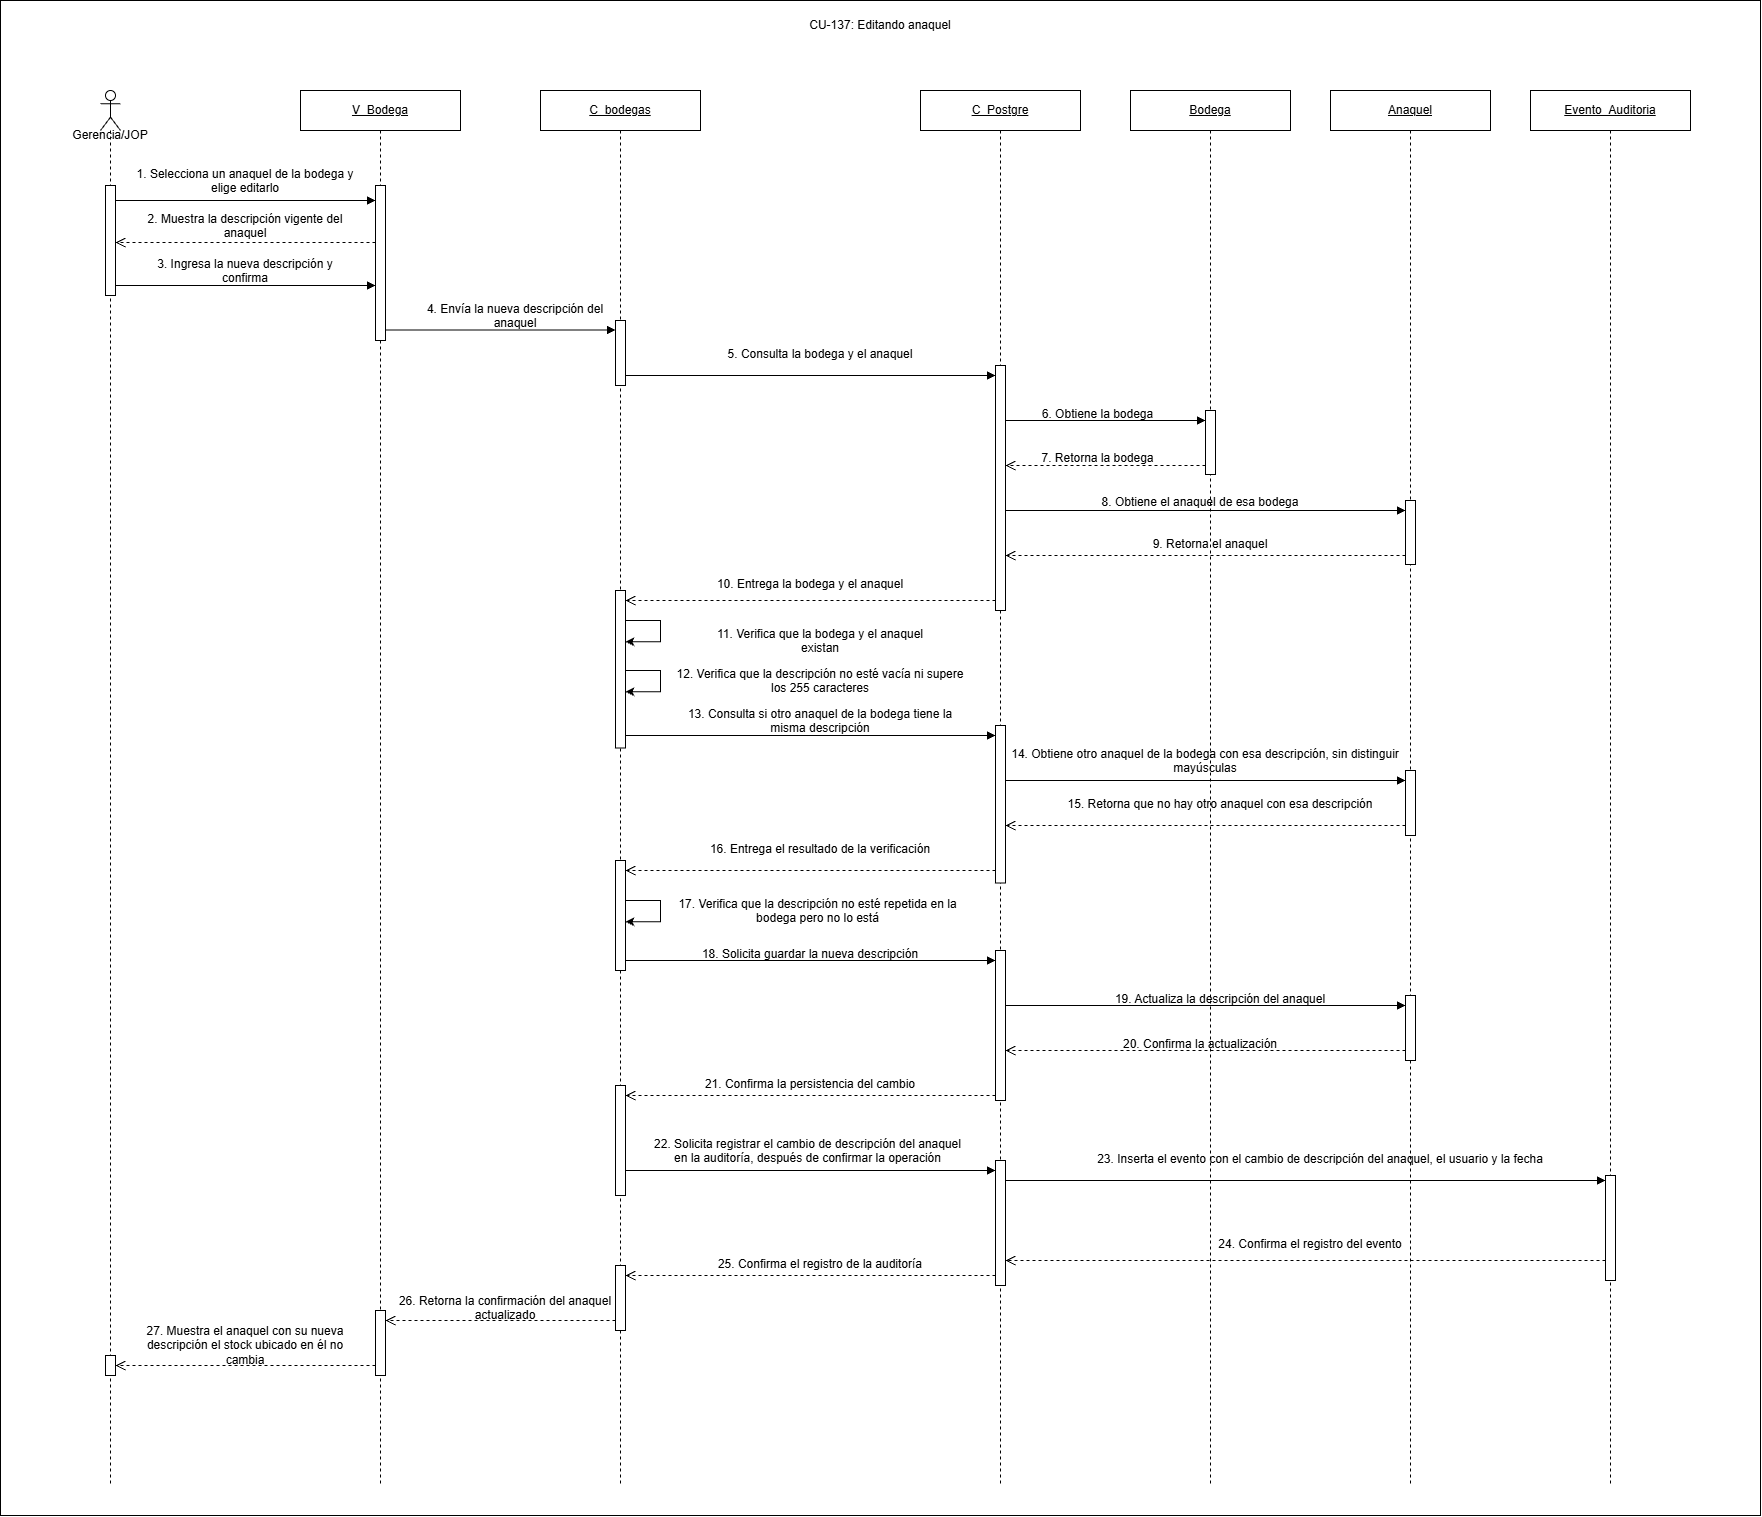 CU-137: Editando anaquel
Gerencia/JOP
V_Bodega
C_bodegas
C_Postgre
Bodega
Anaquel
Evento_Auditoria
1. Selecciona un anaquel de la bodega y
elige editarlo
2. Muestra la descripción vigente del
anaquel
3. Ingresa la nueva descripción y
confirma
4. Envía la nueva descripción del
anaquel
5. Consulta la bodega y el anaquel
6. Obtiene la bodega
7. Retorna la bodega
8. Obtiene el anaquel de esa bodega
9. Retorna el anaquel
10. Entrega la bodega y el anaquel
11. Verifica que la bodega y el anaquel
existan
12. Verifica que la descripción no esté vacía ni supere
los 255 caracteres
13. Consulta si otro anaquel de la bodega tiene la
misma descripción
14. Obtiene otro anaquel de la bodega con esa descripción, sin distinguir
mayúsculas
15. Retorna que no hay otro anaquel con esa descripción
16. Entrega el resultado de la verificación
17. Verifica que la descripción no esté repetida en la
bodega pero no lo está
18. Solicita guardar la nueva descripción
19. Actualiza la descripción del anaquel
20. Confirma la actualización
21. Confirma la persistencia del cambio
22. Solicita registrar el cambio de descripción del anaquel
en la auditoría, después de confirmar la operación
23. Inserta el evento con el cambio de descripción del anaquel, el usuario y la fecha
24. Confirma el registro del evento
25. Confirma el registro de la auditoría
26. Retorna la confirmación del anaquel
actualizado
27. Muestra el anaquel con su nueva
descripción el stock ubicado en él no
cambia